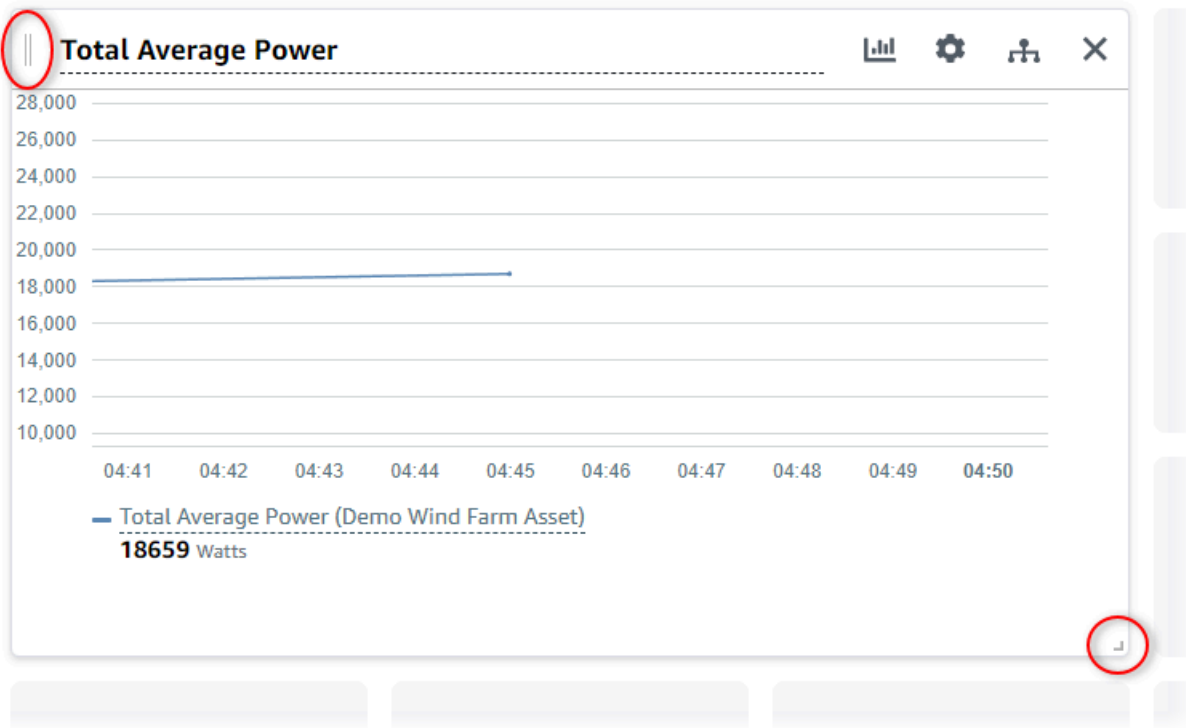 Total Average Power
28,000
26,000
24,000
22,000
20,000
18,000
16,000
14,000
12,000
10,000
04:41 04:42 04:43 04:44 04:45 04:46 04:47 04:48 04:49 04:50
Total Average Power (Demo Wind Farm Asset)
18659 Watts